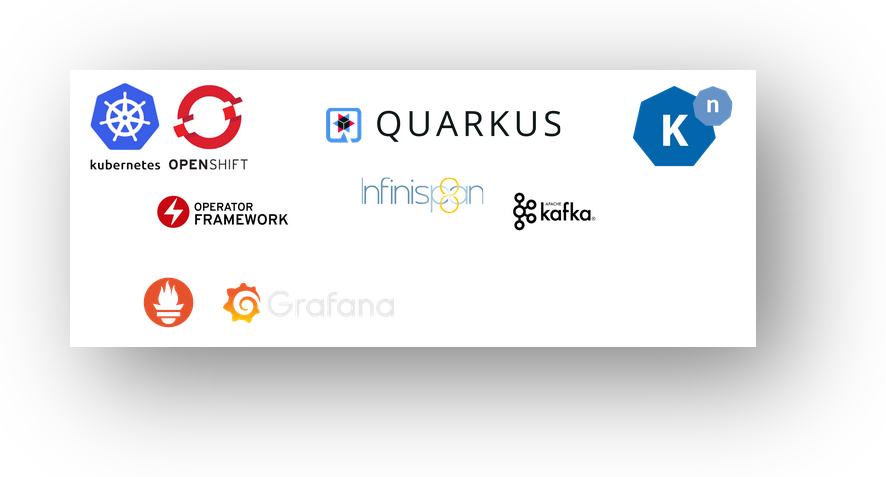 kubernetes
OPENSHIFT
QUARKUS
K
n
OPERATOR
FRAMEWORK
Infinispan
APACHE
kafka®
Grafana